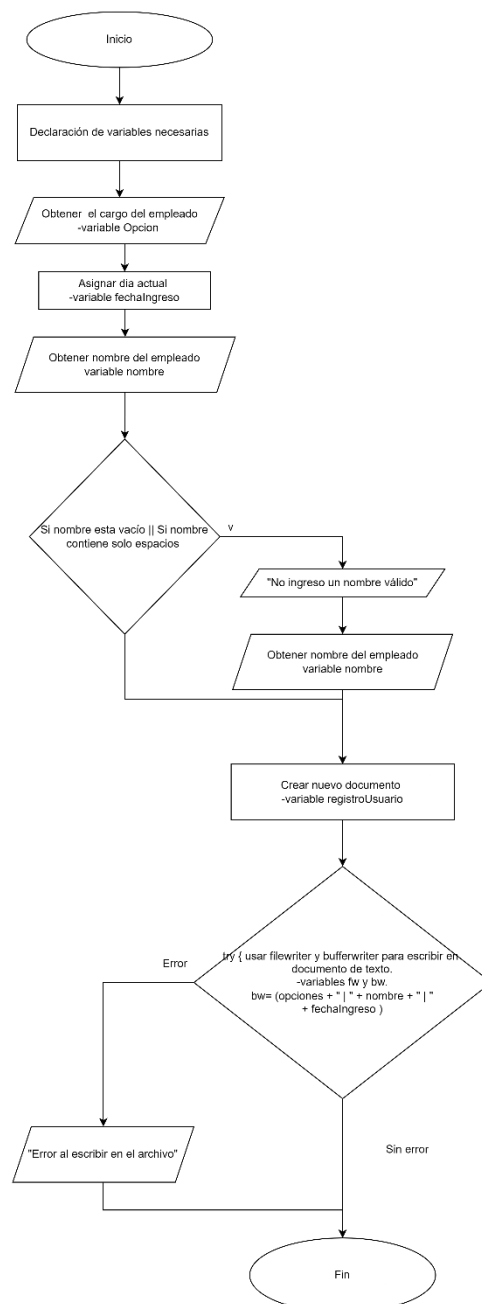 Inicio
Declaración de variables necesarias
Obtener el cargo del empleado
-variable Opcion
Asignar dia actual
-variable fechaIngreso
Obtener nombre del empleado
variable nombre
Si nombre esta vacío || Si nombre
contiene solo espacios
v
"No ingreso un nombre válido"
Obtener nombre del empleado
variable nombre
Crear nuevo documento
-variable registroUsuario
try { usar filewriter y bufferwriter para escribir en
documento de texto.
-variables fw y bw.
bw= (opciones + " | " + nombre + " | "
+ fechaIngreso )
Error
"Error al escribir en el archivo"
Sin error
Fin